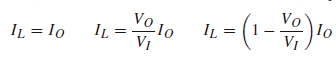 I_L = I_O    I_L = \frac{V_O}{V_I} I_O    I_L = \left(1 - \frac{V_O}{V_I}\right) I_O